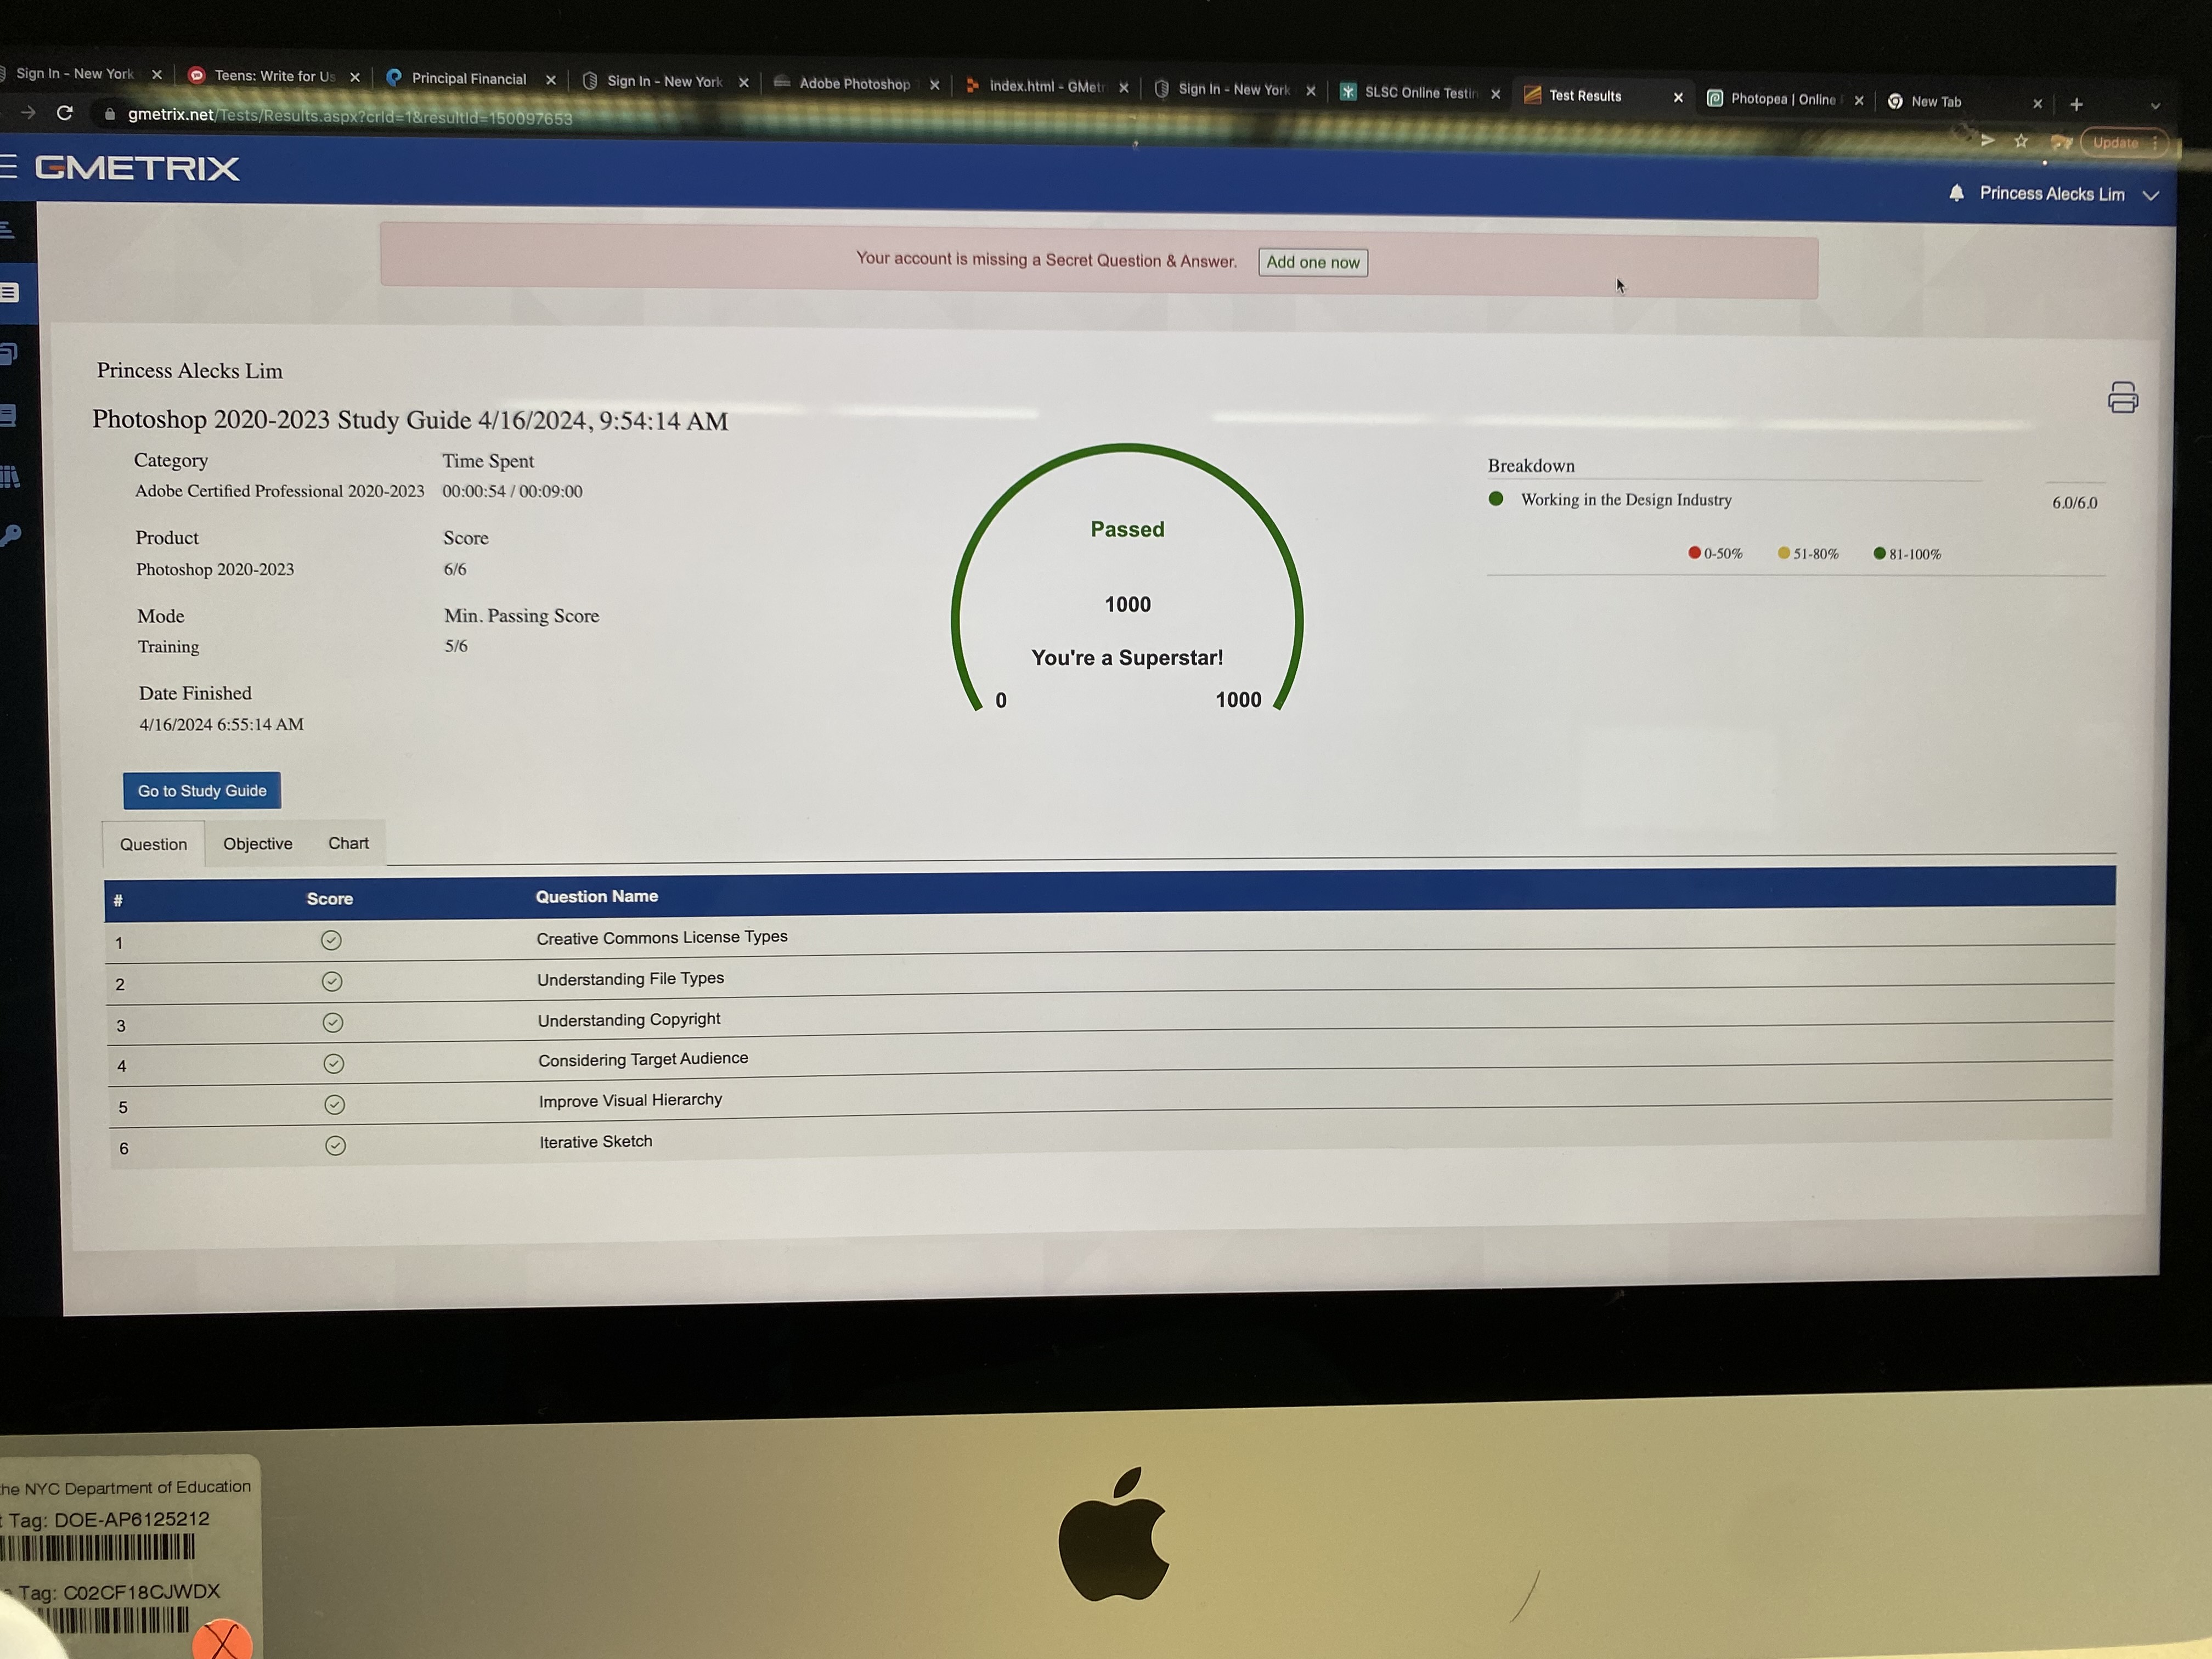 Sign In - New York
Teens: Write for Us
Principal Financial
Sign In - New York
Adobe Photoshop
index.html - GMetr
Sign In - New York
SLSC Online Testin
Test Results
Photopea | Online
New Tab
gmetrix.net/Tests/Results.aspx?crId=1&resultId=150097653
Update
GMETRIX
Princess Alecks Lim
Your account is missing a Secret Question & Answer.
Add one now
Princess Alecks Lim
Photoshop 2020-2023 Study Guide 4/16/2024, 9:54:14 AM
Category
Time Spent
Adobe Certified Professional 2020-2023
00:00:54 / 00:09:00
Product
Score
Photoshop 2020-2023
6/6
Mode
Min. Passing Score
Training
5/6
Date Finished
4/16/2024 6:55:14 AM
Passed
1000
You're a Superstar!
0
1000
Breakdown
Working in the Design Industry
6.0/6.0
0-50%
51-80%
81-100%
Go to Study Guide
Question
Objective
Chart
# Score Question Name
1 Creative Commons License Types
2 Understanding File Types
3 Understanding Copyright
4 Considering Target Audience
5 Improve Visual Hierarchy
6 Iterative Sketch
the NYC Department of Education
t Tag: DOE-AP6125212
e Tag: C02CF18CJWDX
X